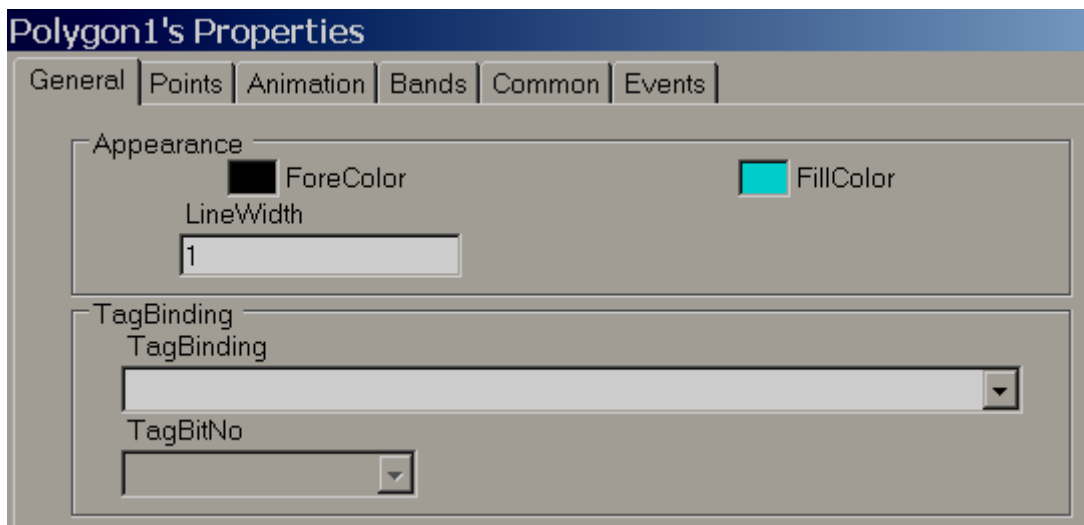 Polygon1's Properties
General Points Animation Bands Common Events
Appearance
ForeColor FillColor
LineWidth
1
TagBinding
TagBinding
TagBitNo